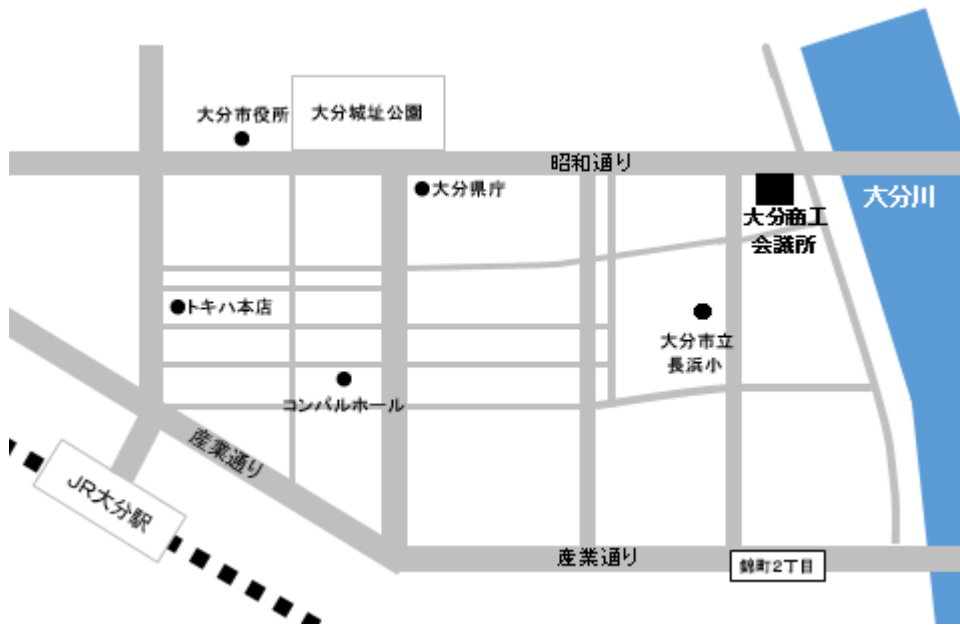 大分市役所
大分城址公園
昭和通り
大分県庁
大分川
大分商工
会議所
トキハ本店
大分市立
長浜小
コンパルホール
産業通り
JR大分駅
産業通り
錦町2丁目